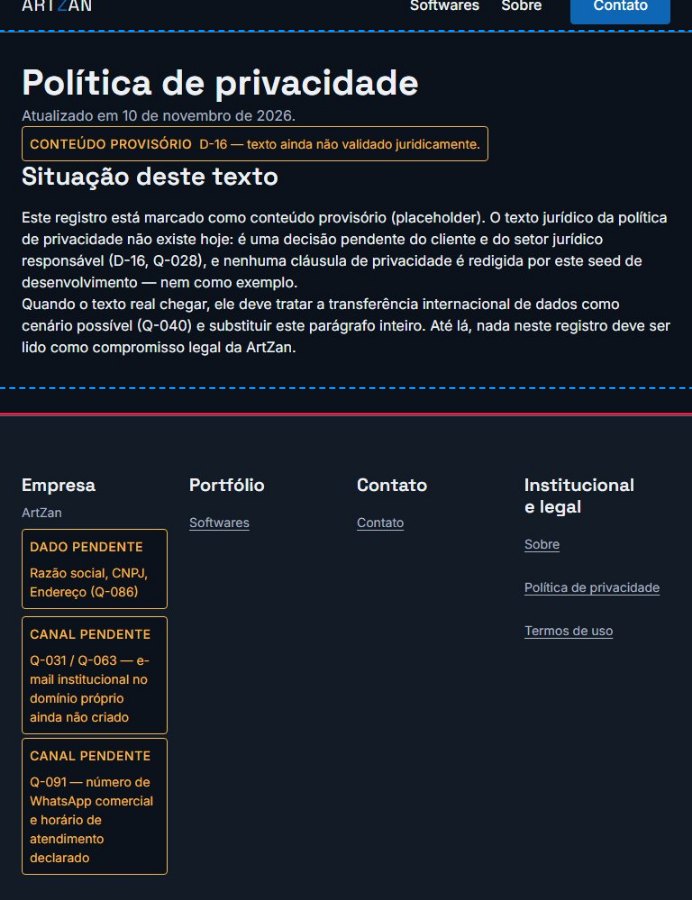 ARTZAN
Softwares
Sobre
Contato
Política de privacidade
Atualizado em 10 de novembro de 2026.
CONTEÚDO PROVISÓRIO D-16 — texto ainda não validado juridicamente.
Situação deste texto
Este registro está marcado como conteúdo provisório (placeholder). O texto jurídico da política
de privacidade não existe hoje: é uma decisão pendente do cliente e do setor jurídico
responsável (D-16, Q-028), e nenhuma cláusula de privacidade é redigida por este seed de
desenvolvimento — nem como exemplo.
Quando o texto real chegar, ele deve tratar a transferência internacional de dados como
cenário possível (Q-040) e substituir este parágrafo inteiro. Até lá, nada neste registro deve ser
lido como compromisso legal da ArtZan.
Empresa
ArtZan
DADO PENDENTE
Razão social, CNPJ,
Endereço (Q-086)
CANAL PENDENTE
Q-031 / Q-063 — e-
mail institucional no
domínio próprio
ainda não criado
CANAL PENDENTE
Q-091 — número de
WhatsApp comercial
e horário de
atendimento
declarado
Portfólio
Softwares
Contato
Contato
Institucional
e legal
Sobre
Política de privacidade
Termos de uso